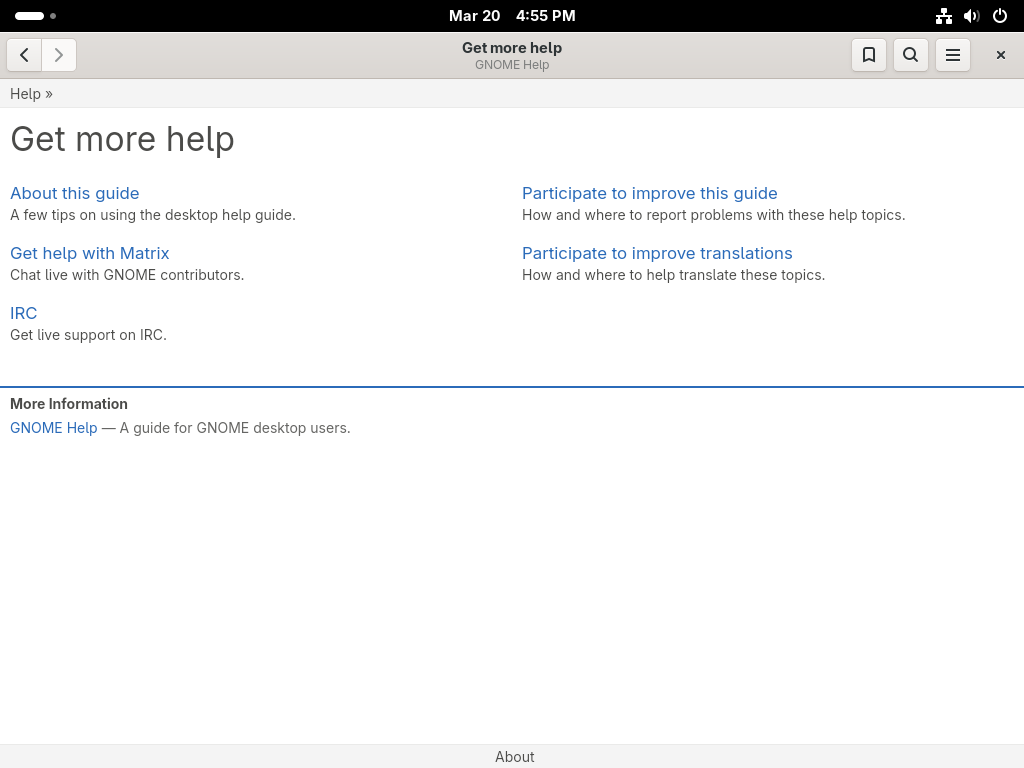 Mar 20 4:55 PM
Get more help
GNOME Help
Help »
Get more help
About this guide
A few tips on using the desktop help guide.
Get help with Matrix
Chat live with GNOME contributors.
IRC
Get live support on IRC.
Participate to improve this guide
How and where to report problems with these help topics.
Participate to improve translations
How and where to help translate these topics.
More Information
GNOME Help — A guide for GNOME desktop users.
About